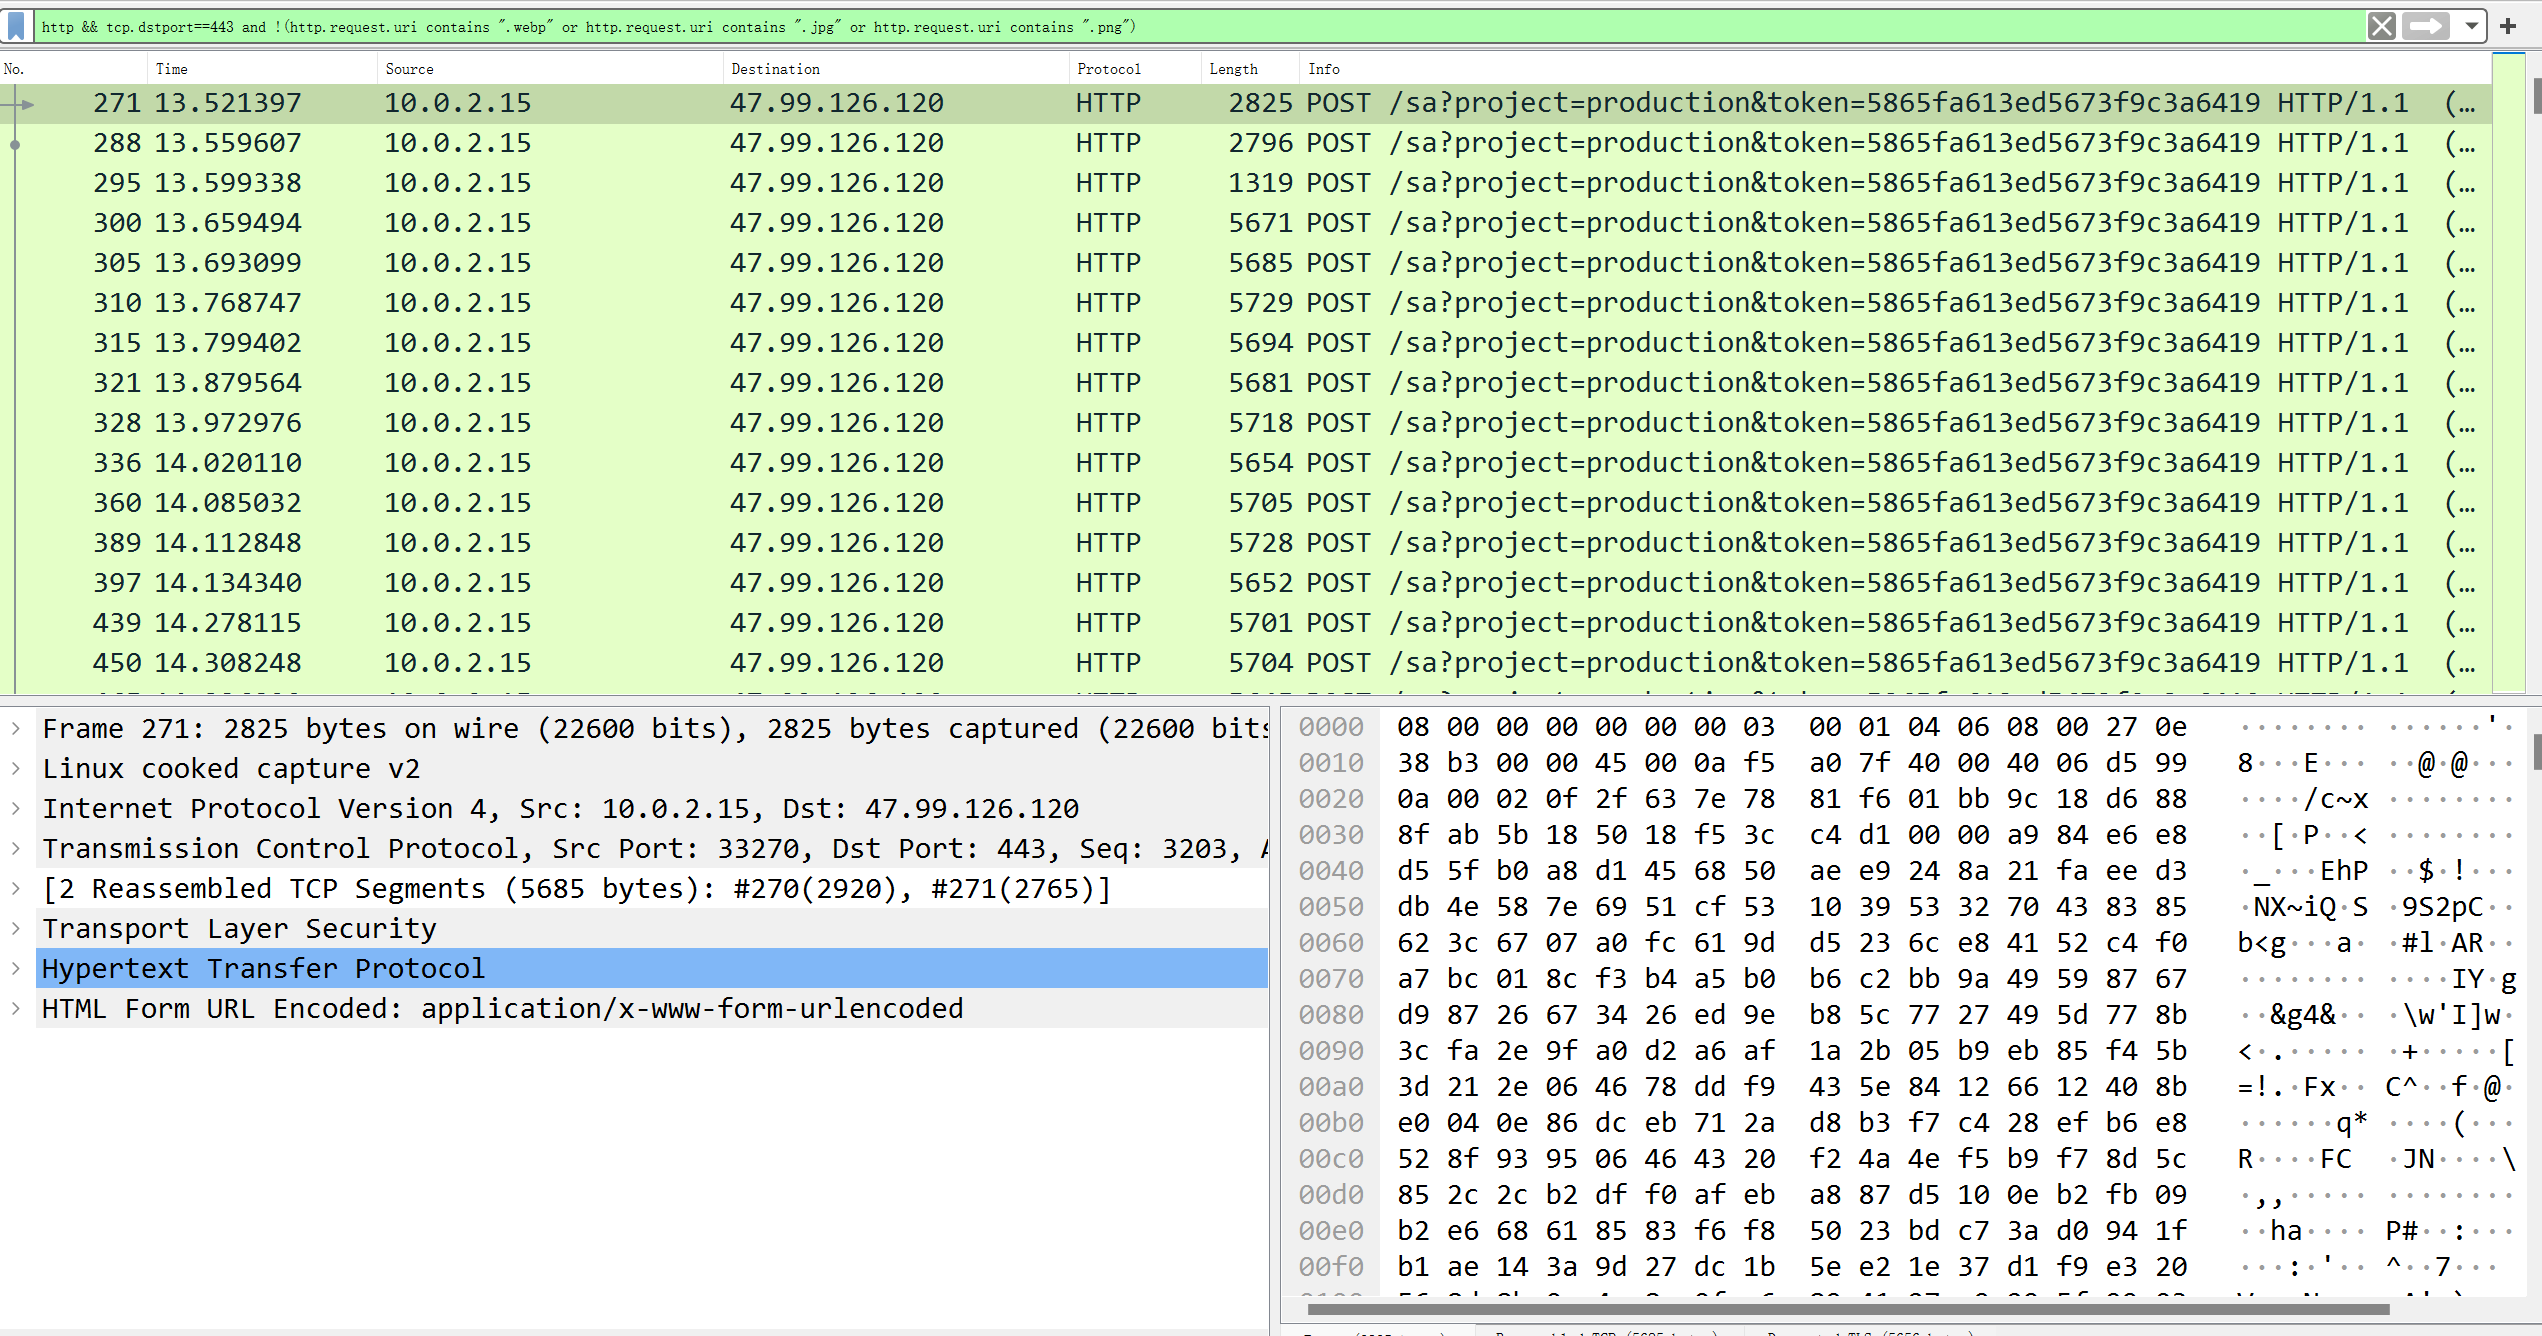 http && tcp.dstport==443 and !(http.request.uri contains ".webp" or http.request.uri contains ".jpg" or http.request.uri contains ".png")
No. Time Source Destination Protocol Length Info
271 13.521397 10.0.2.15 47.99.126.120 HTTP 2825 POST /sa?project=production&token=5865fa613ed5673f9c3a6419 HTTP/1.1 (…
288 13.559607 10.0.2.15 47.99.126.120 HTTP 2796 POST /sa?project=production&token=5865fa613ed5673f9c3a6419 HTTP/1.1 (…
295 13.599338 10.0.2.15 47.99.126.120 HTTP 1319 POST /sa?project=production&token=5865fa613ed5673f9c3a6419 HTTP/1.1 (…
300 13.659494 10.0.2.15 47.99.126.120 HTTP 5671 POST /sa?project=production&token=5865fa613ed5673f9c3a6419 HTTP/1.1 (…
305 13.693099 10.0.2.15 47.99.126.120 HTTP 5685 POST /sa?project=production&token=5865fa613ed5673f9c3a6419 HTTP/1.1 (…
310 13.768747 10.0.2.15 47.99.126.120 HTTP 5729 POST /sa?project=production&token=5865fa613ed5673f9c3a6419 HTTP/1.1 (…
315 13.799402 10.0.2.15 47.99.126.120 HTTP 5694 POST /sa?project=production&token=5865fa613ed5673f9c3a6419 HTTP/1.1 (…
321 13.879564 10.0.2.15 47.99.126.120 HTTP 5681 POST /sa?project=production&token=5865fa613ed5673f9c3a6419 HTTP/1.1 (…
328 13.972976 10.0.2.15 47.99.126.120 HTTP 5718 POST /sa?project=production&token=5865fa613ed5673f9c3a6419 HTTP/1.1 (…
336 14.020110 10.0.2.15 47.99.126.120 HTTP 5654 POST /sa?project=production&token=5865fa613ed5673f9c3a6419 HTTP/1.1 (…
360 14.085032 10.0.2.15 47.99.126.120 HTTP 5705 POST /sa?project=production&token=5865fa613ed5673f9c3a6419 HTTP/1.1 (…
389 14.112848 10.0.2.15 47.99.126.120 HTTP 5728 POST /sa?project=production&token=5865fa613ed5673f9c3a6419 HTTP/1.1 (…
397 14.134340 10.0.2.15 47.99.126.120 HTTP 5652 POST /sa?project=production&token=5865fa613ed5673f9c3a6419 HTTP/1.1 (…
439 14.278115 10.0.2.15 47.99.126.120 HTTP 5701 POST /sa?project=production&token=5865fa613ed5673f9c3a6419 HTTP/1.1 (…
450 14.308248 10.0.2.15 47.99.126.120 HTTP 5704 POST /sa?project=production&token=5865fa613ed5673f9c3a6419 HTTP/1.1 (…
Frame 271: 2825 bytes on wire (22600 bits), 2825 bytes captured (22600 bits
Linux cooked capture v2
Internet Protocol Version 4, Src: 10.0.2.15, Dst: 47.99.126.120
Transmission Control Protocol, Src Port: 33270, Dst Port: 443, Seq: 3203, A
[2 Reassembled TCP Segments (5685 bytes): #270(2920), #271(2765)]
Transport Layer Security
Hypertext Transfer Protocol
HTML Form URL Encoded: application/x-www-form-urlencoded
0000 08 00 00 00 00 00 00 03 00 01 04 06 08 00 27 0e ········ ······'·
0010 38 b3 00 00 45 00 0a f5 a0 7f 40 00 40 06 d5 99 8···E··· ··@·@···
0020 0a 00 02 0f 2f 63 7e 78 81 f6 01 bb 9c 18 d6 88 ····/c~x ········
0030 8f ab 5b 18 50 18 f5 3c c4 d1 00 00 a9 84 e6 e8 ··[·P··< ········
0040 d5 5f b0 a8 d1 45 68 50 ae e9 24 8a 21 fa ee d3 ·_···EhP ··$·!···
0050 db 4e 58 7e 69 51 cf 53 10 39 53 32 70 43 83 85 ·NX~iQ·S ·9S2pC··
0060 62 3c 67 07 a0 fc 61 9d d5 23 6c e8 41 52 c4 f0 b<g···a· ·#l·AR··
0070 a7 bc 01 8c f3 b4 a5 b0 b6 c2 bb 9a 49 59 87 67 ········ ····IY·g
0080 d9 87 26 67 34 26 ed 9e b8 5c 77 27 49 5d 77 8b ··&g4&·· ·\w'I]w·
0090 3c fa 2e 9f a0 d2 a6 af 1a 2b 05 b9 eb 85 f4 5b <·.····· ·+·····[
00a0 3d 21 2e 06 46 78 dd f9 43 5e 84 12 66 12 40 8b =!.·Fx·· C^··f·@·
00b0 e0 04 0e 86 dc eb 71 2a d8 b3 f7 c4 28 ef b6 e8 ······q* ····(···
00c0 52 8f 93 95 06 46 43 20 f2 4a 4e f5 b9 f7 8d 5c R····FC  ·JN····\
00d0 85 2c 2c b2 df f0 af eb a8 87 d5 10 0e b2 fb 09 ·,,····· ········
00e0 b2 e6 68 61 85 83 f6 f8 50 23 bd c7 3a d0 94 1f ··ha···· P#··:···
00f0 b1 ae 14 3a 9d 27 dc 1b 5e e2 1e 37 d1 f9 e3 20 ···:·'·· ^··7···